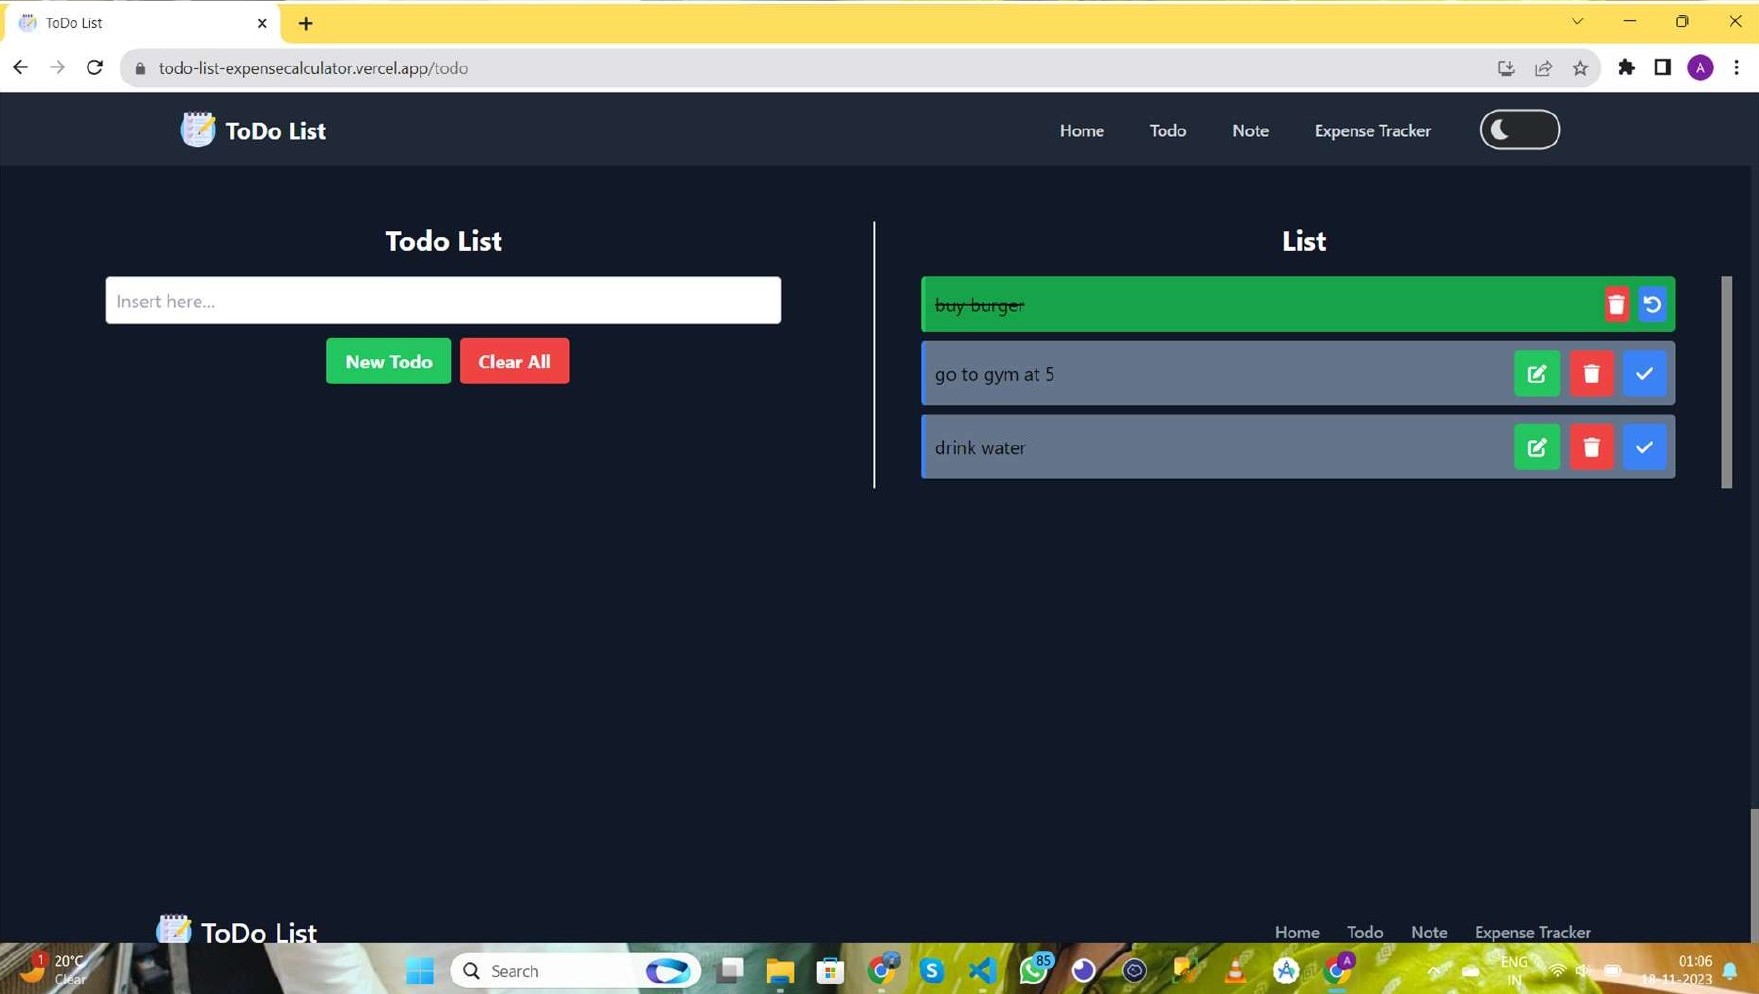 ToDo List
todo-list-expensecalculator.vercel.app/todo
A
ToDo List
Home Todo Note Expense Tracker
Todo List
List
Insert here...
buy burger
New Todo Clear All
go to gym at 5
drink water
ToDo List
Home Todo Note Expense Tracker
1
20°C
Clear
Search
85
A
ENG
IN
01:06
18-11-2023